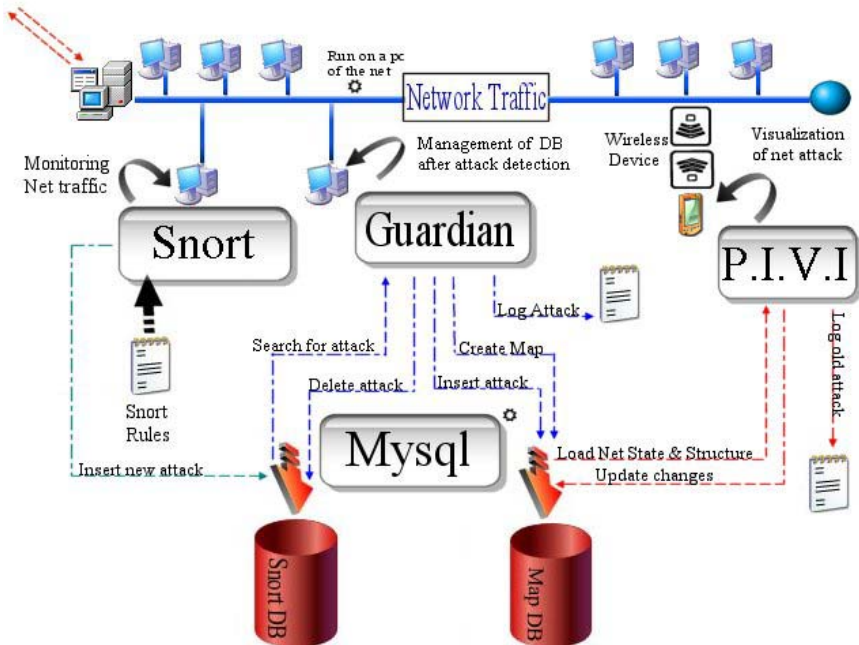 Run on a pc
of the net
Network Traffic
Monitoring
Net traffic
Management of DB
after attack detection
Wireless
Device
Visualization
of net attack
Snort
Guardian
P.I.V.I
Log Attack
Search for attack
Create Map
Delete attack
Insert attack
Log old
attack
Snort
Rules
Mysql
Insert new attack
Load Net State & Structure
Update changes
Snort DB
Map DB